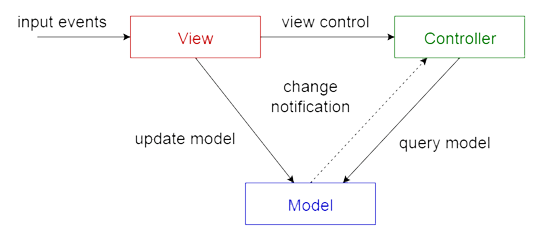 input events
View
view control
Controller
change
notification
update model
query model
Model